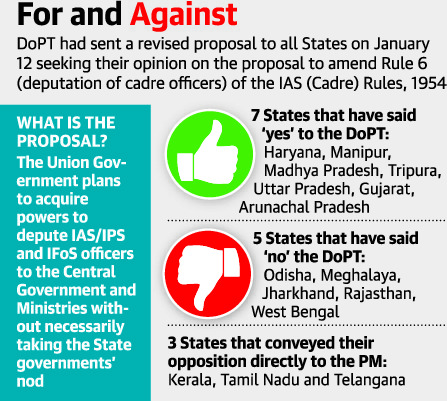 For and Against
DoPT had sent a revised proposal to all States on January
12 seeking their opinion on the proposal to amend Rule 6
(deputation of cadre officers) of the IAS (Cadre) Rules, 1954
WHAT IS THE
PROPOSAL?
The Union Gov-
ernment plans
to acquire
powers to
depute IAS/IPS
and IFoS officers
to the Central
Government and
Ministries with-
out necessarily
taking the State
governments’
nod
7 States that have said
‘yes’ to the DoPT:
Haryana, Manipur,
Madhya Pradesh, Tripura,
Uttar Pradesh, Gujarat,
Arunachal Pradesh
5 States that have said
‘no’ the DoPT:
Odisha, Meghalaya,
Jharkhand, Rajasthan,
West Bengal
3 States that conveyed their
opposition directly to the PM:
Kerala, Tamil Nadu and Telangana